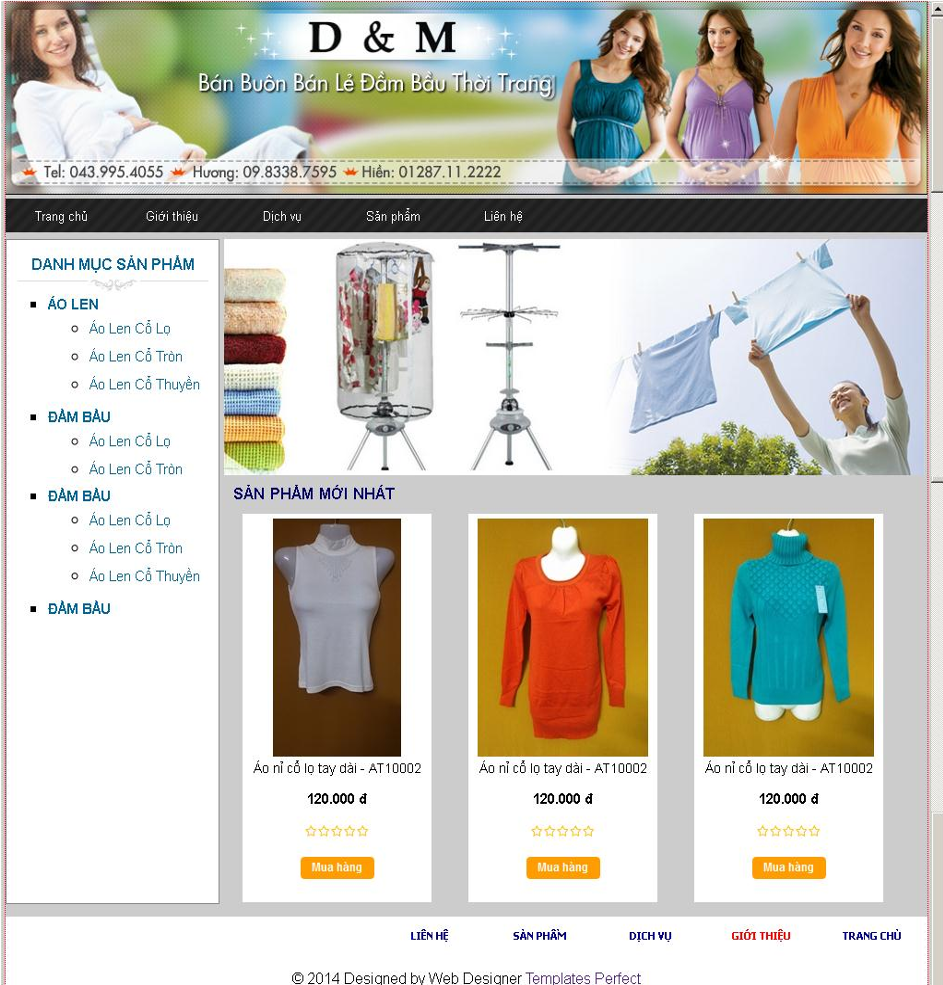 D & M
Bán Buôn Bán Lẻ Đầm Bầu Thời Trang
Tel: 043.995.4055 Hương: 09.8338.7595 Hiền: 01287.11.2222
Trang chủ Giới thiệu Dịch vụ Sản phẩm Liên hệ
DANH MỤC SẢN PHẨM
ÁO LEN
Áo Len Cổ Lọ
Áo Len Cổ Tròn
Áo Len Cổ Thuyền
ĐẦM BẦU
Áo Len Cổ Lọ
Áo Len Cổ Tròn
ĐẦM BẦU
Áo Len Cổ Lọ
Áo Len Cổ Tròn
Áo Len Cổ Thuyền
ĐẦM BẦU
SẢN PHẨM MỚI NHẤT
Áo nỉ cổ lọ tay dài - AT10002 Áo nỉ cổ lọ tay dài - AT10002 Áo nỉ cổ lọ tay dài - AT10002
120.000 đ 120.000 đ 120.000 đ
Mua hàng Mua hàng Mua hàng
LIÊN HỆ SẢN PHẨM DỊCH VỤ GIỚI THIỆU TRANG CHỦ
© 2014 Designed by Web Designer Templates Perfect